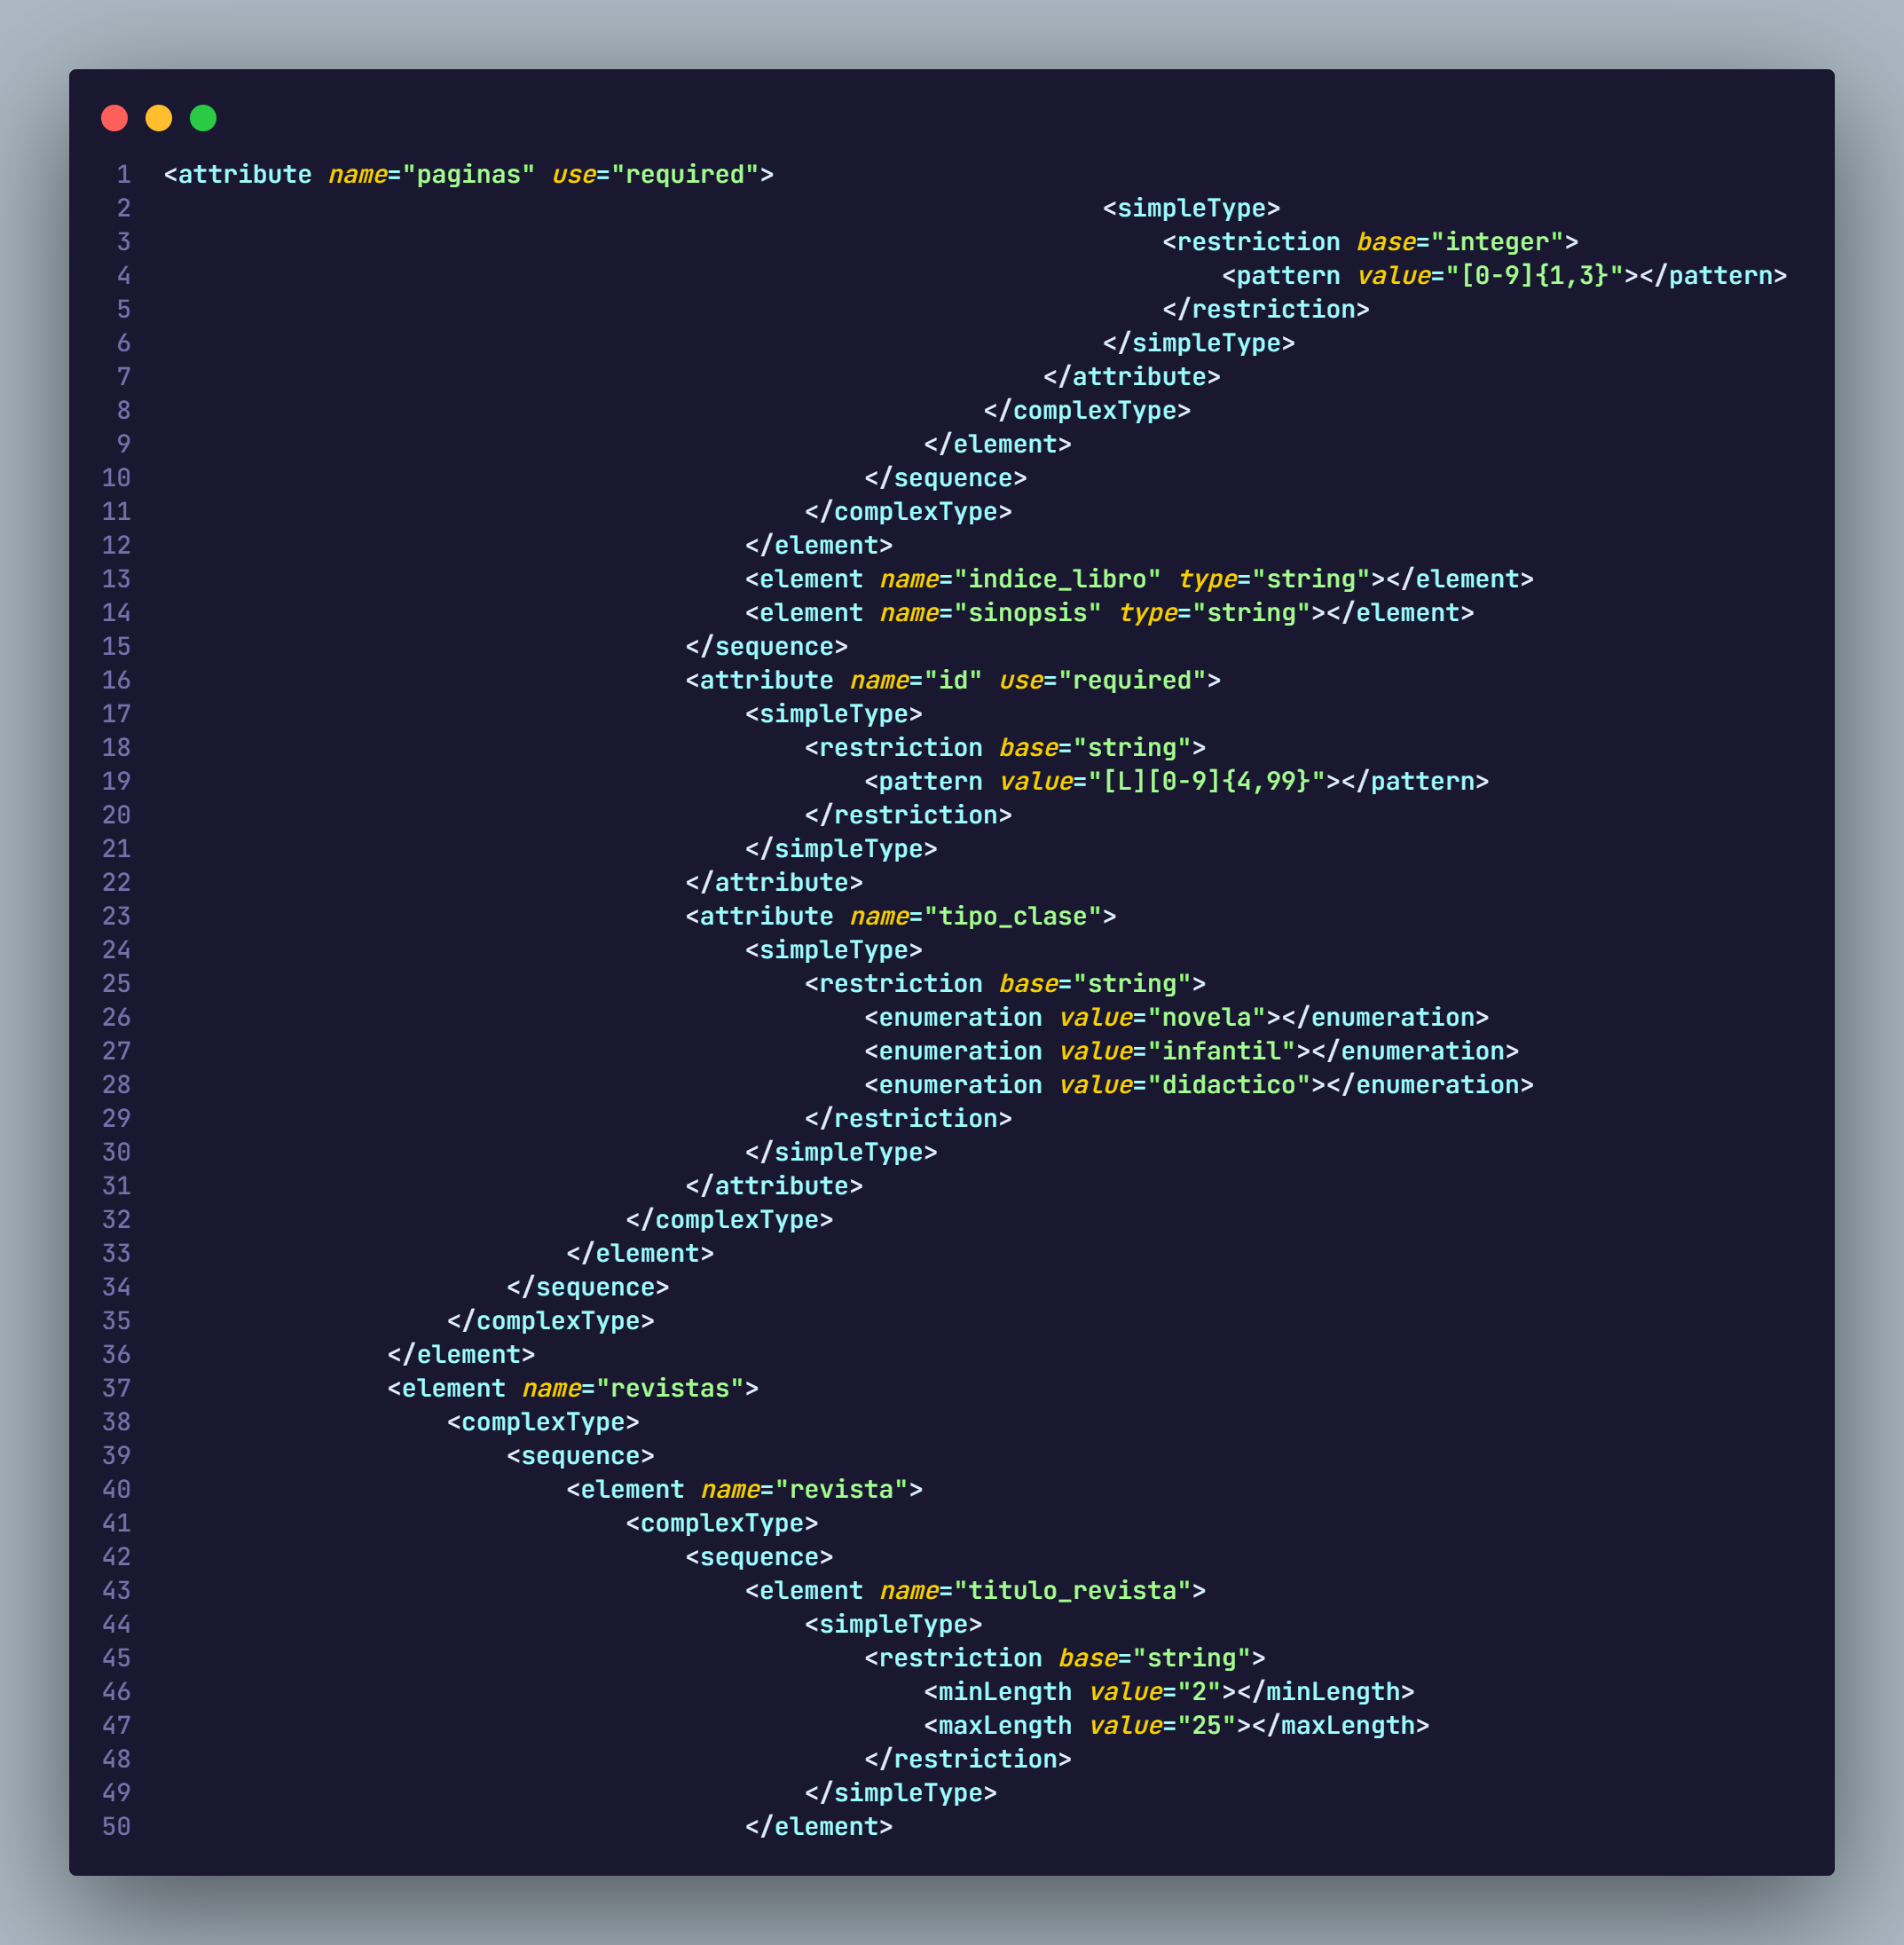 1 <attribute name="paginas" use="required">
2 <simpleType>
3 <restriction base="integer">
4 <pattern value="[0-9]{1,3}"></pattern>
5 </restriction>
6 </simpleType>
7 </attribute>
8 </complexType>
9 </element>
10 </sequence>
11 </complexType>
12 </element>
13 <element name="indice_libro" type="string"></element>
14 <element name="sinopsis" type="string"></element>
15 </sequence>
16 <attribute name="id" use="required">
17 <simpleType>
18 <restriction base="string">
19 <pattern value="[L][0-9]{4,99}"></pattern>
20 </restriction>
21 </simpleType>
22 </attribute>
23 <attribute name="tipo_clase">
24 <simpleType>
25 <restriction base="string">
26 <enumeration value="novela"></enumeration>
27 <enumeration value="infantil"></enumeration>
28 <enumeration value="didactico"></enumeration>
29 </restriction>
30 </simpleType>
31 </attribute>
32 </complexType>
33 </element>
34 </sequence>
35 </complexType>
36 </element>
37 <element name="revistas">
38 <complexType>
39 <sequence>
40 <element name="revista">
41 <complexType>
42 <sequence>
43 <element name="titulo_revista">
44 <simpleType>
45 <restriction base="string">
46 <minLength value="2"></minLength>
47 <maxLength value="25"></maxLength>
48 </restriction>
49 </simpleType>
50 </element>